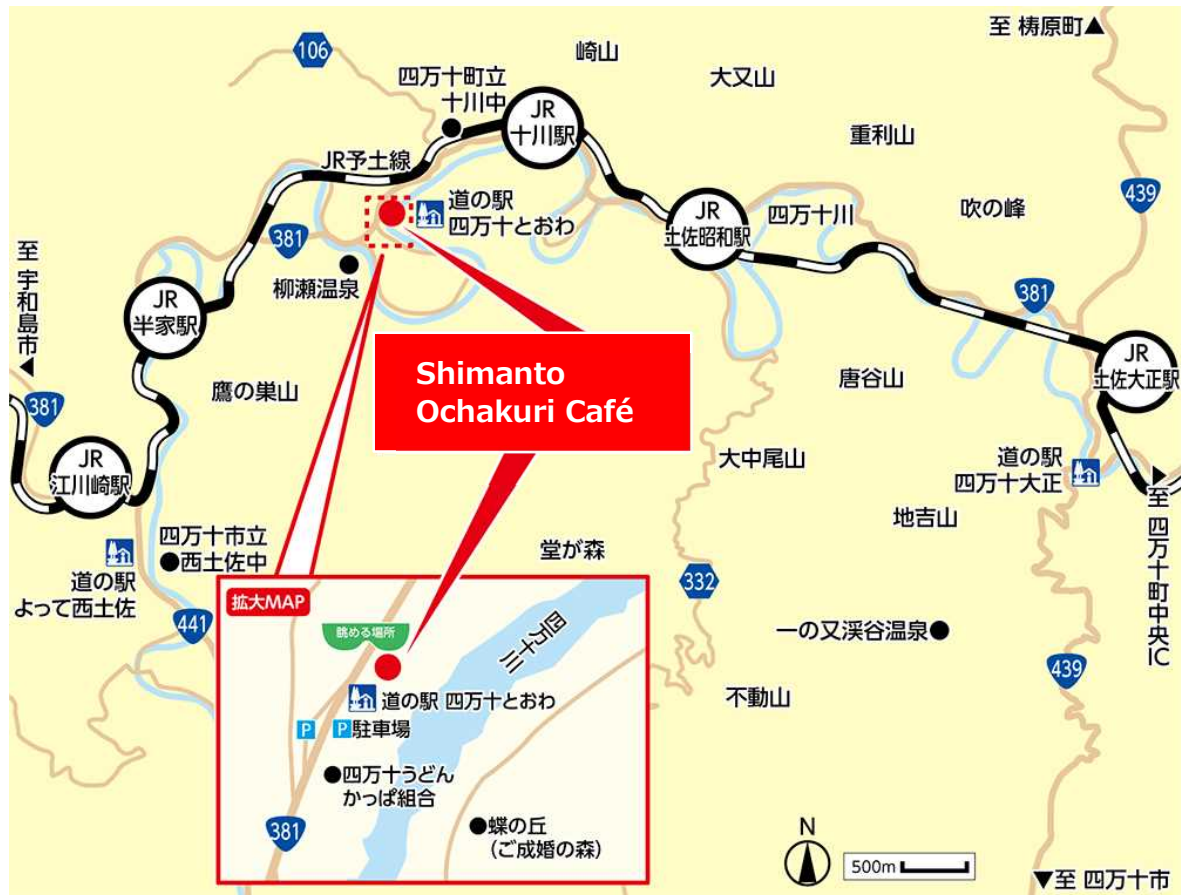 至 梼原町▲
106
崎山
大又山
四万十町立
十川中
JR
十川駅
重利山
JR予土線
439
道の駅
四万十とおわ
JR
土佐昭和駅
四万十川
吹の峰
381
至 宇和島市
柳瀬温泉
381
JR
半家駅
Shimanto
Ochakuri Café
JR
土佐大正駅
鷹の巣山
唐谷山
381
大中尾山
道の駅
四万十大正
JR
江川崎駅
至 四万十町中央IC
地吉山
四万十市立
西土佐中
堂が森
道の駅
よって西土佐
332
441
一の又渓谷温泉
439
不動山
拡大MAP
眺める場所
四万十川
道の駅 四万十とおわ
P
P 駐車場
四万十うどん
かっぱ組合
381
蝶の丘
(ご成婚の森)
N
500m
▼至 四万十市